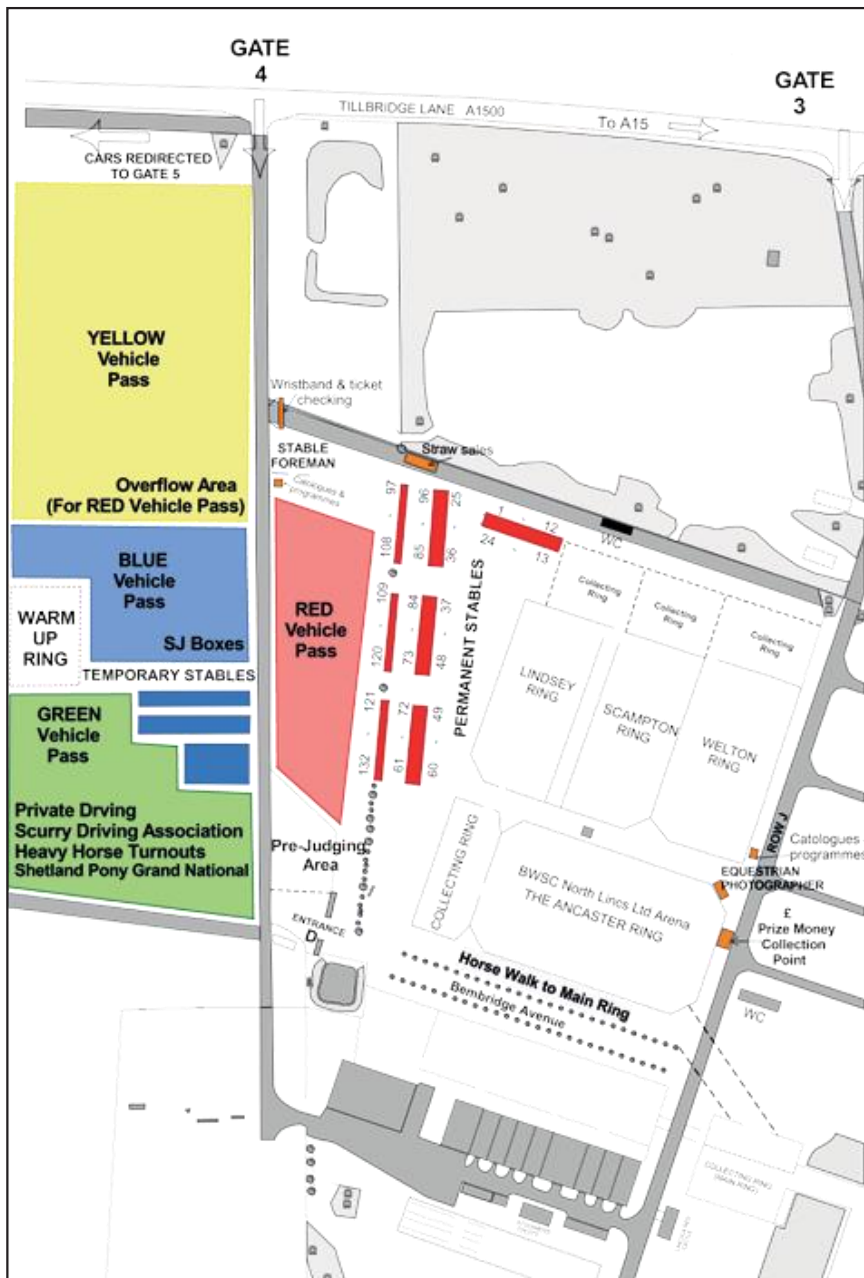 GATE
4
GATE
3
TILLBRIDGE LANE A1500
To A15
CARS REDIRECTED
TO GATE 5
YELLOW
Vehicle
Pass
Overflow Area
(For RED Vehicle Pass)
Wristband & ticket
checking
STABLE
FOREMAN
Catalogues &
programmes
Straw sales
97
96
25
1
12
108
85
36
24
13
WC
BLUE
Vehicle
Pass
SJ Boxes
WARM
UP
RING
TEMPORARY STABLES
RED
Vehicle
Pass
109
84
37
120
73
48
121
72
49
132
61
60
PERMANENT STABLES
Collecting
Ring
Collecting
Ring
Collecting
Ring
LINDSEY
RING
SCAMPTON
RING
WELTON
RING
GREEN
Vehicle
Pass
Private Drving
Scurry Driving Association
Heavy Horse Turnouts
Shetland Pony Grand National
Pre-Judging
Area
ENTRANCE
D
COLLECTING RING
BWSC North Lincs Ltd Arena
THE ANCASTER RING
ROW J
Catologues
programmes
EQUESTRIAN
PHOTOGRAPHER
£
Prize Money
Collection
Point
WC
Horse Walk to Main Ring
Bembridge Avenue
COLLECTING RING
(MAIN RING)